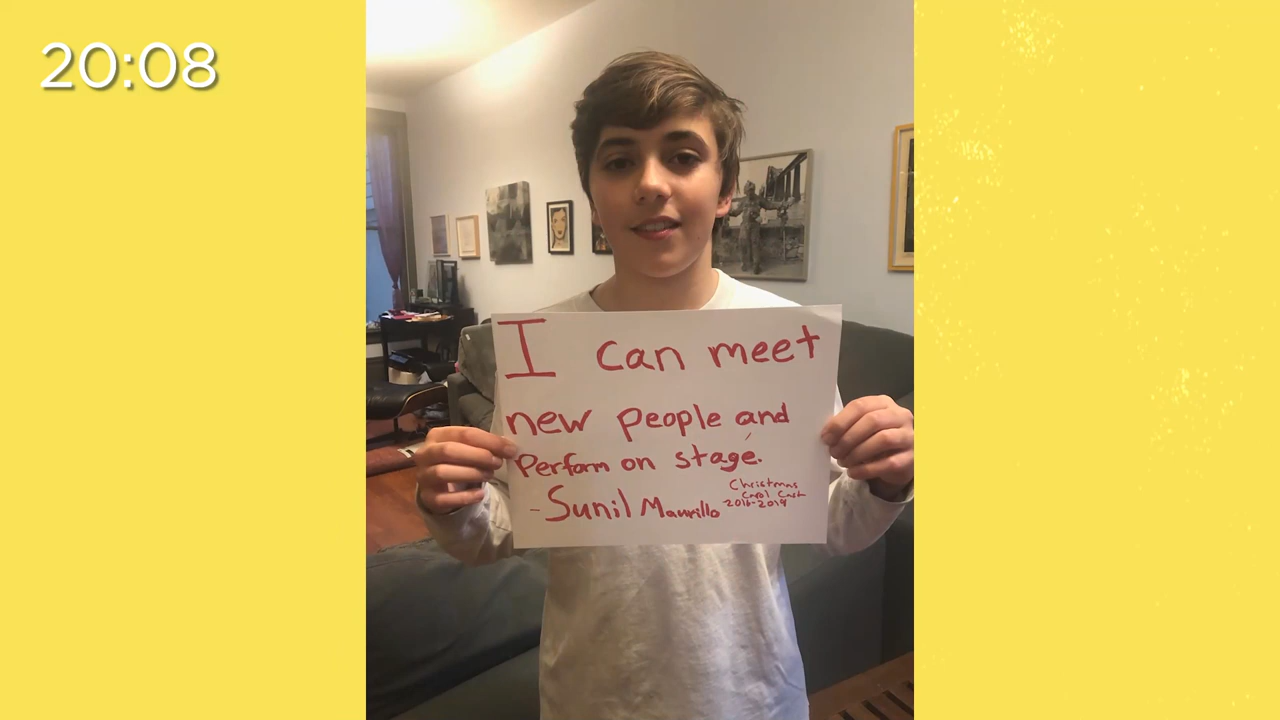 20:08
I can meet
new people and
Perform on stage.
-Sunil Maurillo
Christmas
Carol Cast
2016-2019